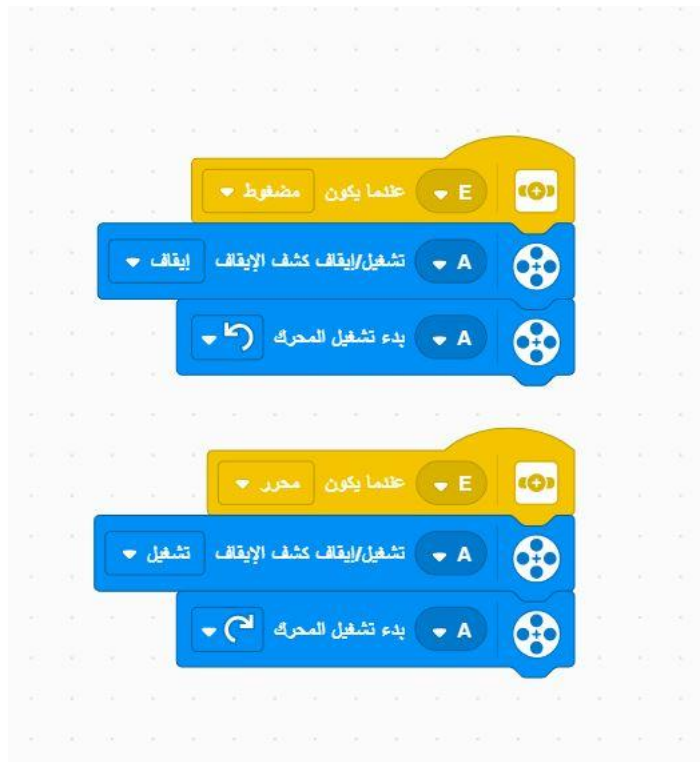 E عندما يكون مضغوط
A تشغيل/إيقاف كشف الإيقاف إيقاف
A بدء تشغيل المحرك
E عندما يكون محرر
A تشغيل/إيقاف كشف الإيقاف تشغيل
A بدء تشغيل المحرك